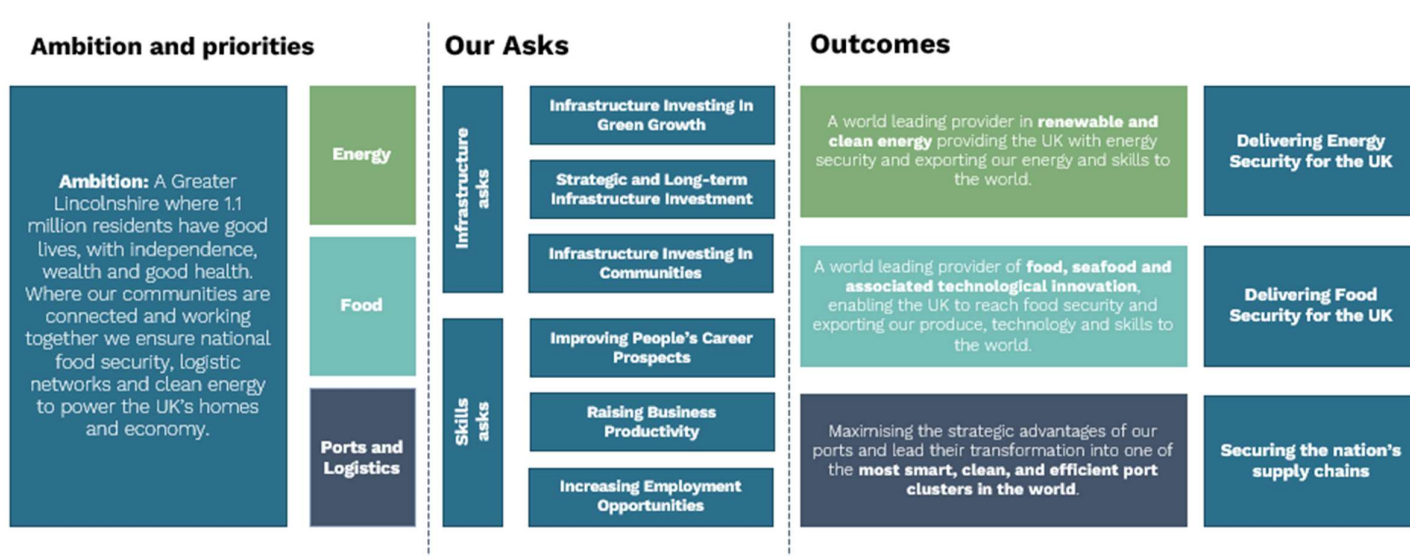 Ambition and priorities
Ambition: A Greater
Lincolnshire where 1.1
million residents have good
lives, with independence,
wealth and good health.
Where our communities are
connected and working
together we ensure national
food security, logistic
networks and clean energy
to power the UK's homes
and economy.
Energy
Food
Ports and
Logistics
Our Asks
Infrastructure
asks
Infrastructure Investing In
Green Growth
Strategic and Long-term
Infrastructure Investment
Infrastructure Investing In
Communities
Skills
asks
Improving People's Career
Prospects
Raising Business
Productivity
Increasing Employment
Opportunities
Outcomes
A world leading provider in renewable and
clean energy providing the UK with energy
security and exporting our energy and skills to
the world.
Delivering Energy
Security for the UK
A world leading provider of food, seafood and
associated technological innovation,
enabling the UK to reach food security and
exporting our produce, technology and skills to
the world.
Delivering Food
Security for the UK
Maximising the strategic advantages of our
ports and lead their transformation into one of
the most smart, clean, and efficient port
clusters in the world.
Securing the nation's
supply chains